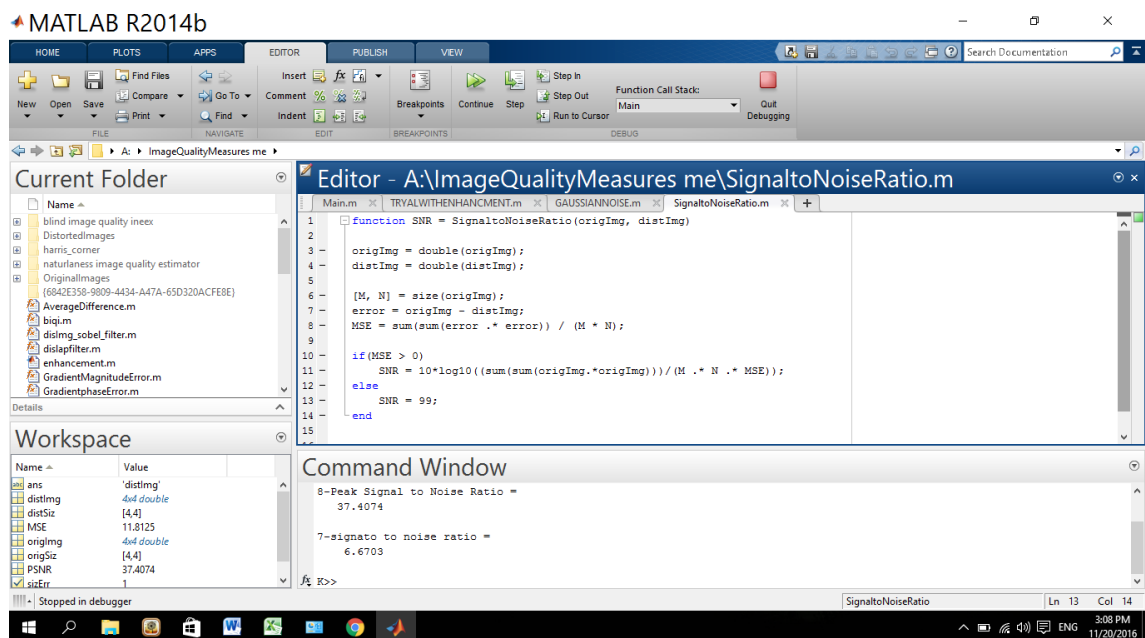 MATLAB R2014b
HOME PLOTS APPS EDITOR PUBLISH VIEW Search Documentation
New Open Save Find Files Compare Print Go To Find Insert Comment Indent Breakpoints Continue Step Step In Step Out Run to Cursor Function Call Stack: Main Quit Debugging
FILE NAVIGATE EDIT BREAKPOINTS DEBUG
A: ImageQualityMeasures me
Current Folder
Name
blind image quality ineex
DistortedImages
harris_corner
naturlaness image quality estimator
OriginalImages
{6842E358-9809-4434-A47A-65D320ACFE8E}
AverageDifference.m
biqi.m
disImg_sobel_filter.m
dislapfilter.m
enhancement.m
GradientMagnitudeError.m
GradientphaseError.m
Details
Workspace
Name Value
ans 'distImg'
distImg 4x4 double
distSiz [4,4]
MSE 11.8125
origImg 4x4 double
origSiz [4,4]
PSNR 37.4074
sizErr 1
Editor - A:\ImageQualityMeasures me\SignaltoNoiseRatio.m
Main.m TRYALWITHENHANCMENT.m GAUSSIANNOISE.m SignaltoNoiseRatio.m
1 function SNR = SignaltoNoiseRatio(origImg, distImg)
2
3 origImg = double(origImg);
4 distImg = double(distImg);
5
6 [M, N] = size(origImg);
7 error = origImg - distImg;
8 MSE = sum(sum(error .* error)) / (M * N);
9
10 if(MSE > 0)
11 SNR = 10*log10((sum(sum(origImg.*origImg)))/(M .* N .* MSE));
12 else
13 SNR = 99;
14 end
15
Command Window
8-Peak Signal to Noise Ratio =
37.4074
7-signato to noise ratio =
6.6703
fx K>>
Stopped in debugger SignaltoNoiseRatio Ln 13 Col 14
ENG 3:08 PM
11/20/2016